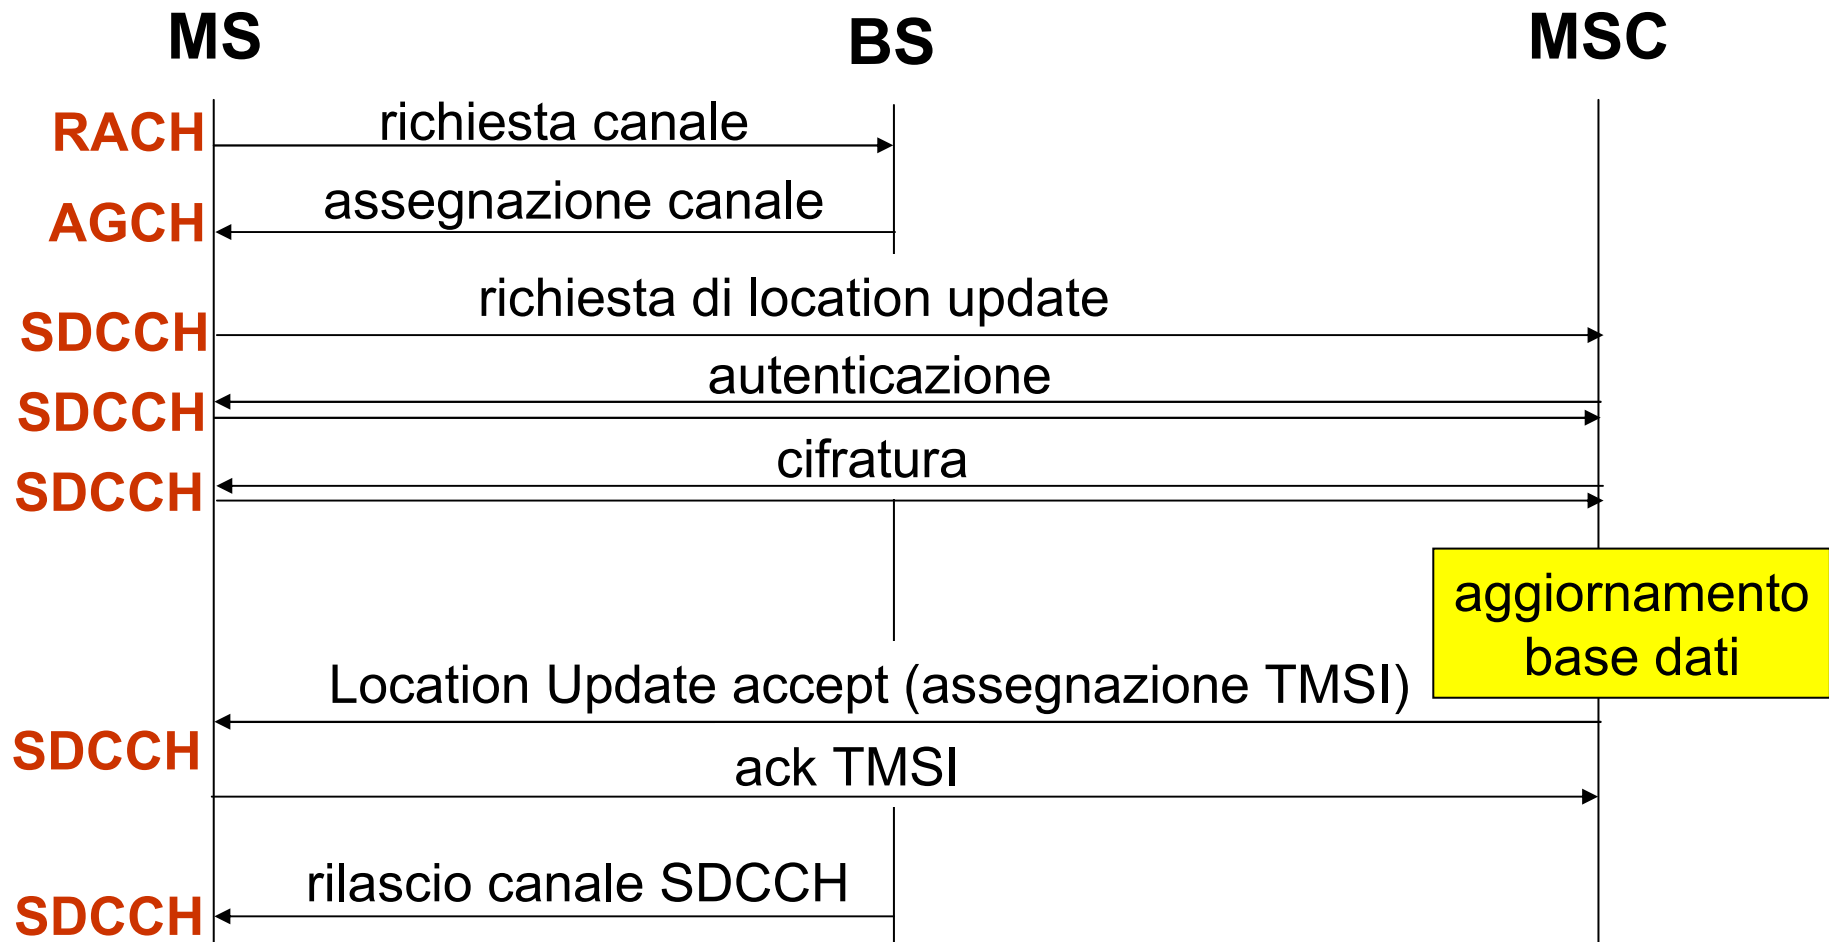 MS BS MSC
RACH richiesta canale
AGCH assegnazione canale
SDCCH richiesta di location update
SDCCH autenticazione
SDCCH cifratura
aggiornamento
base dati
Location Update accept (assegnazione TMSI)
SDCCH ack TMSI
SDCCH rilascio canale SDCCH